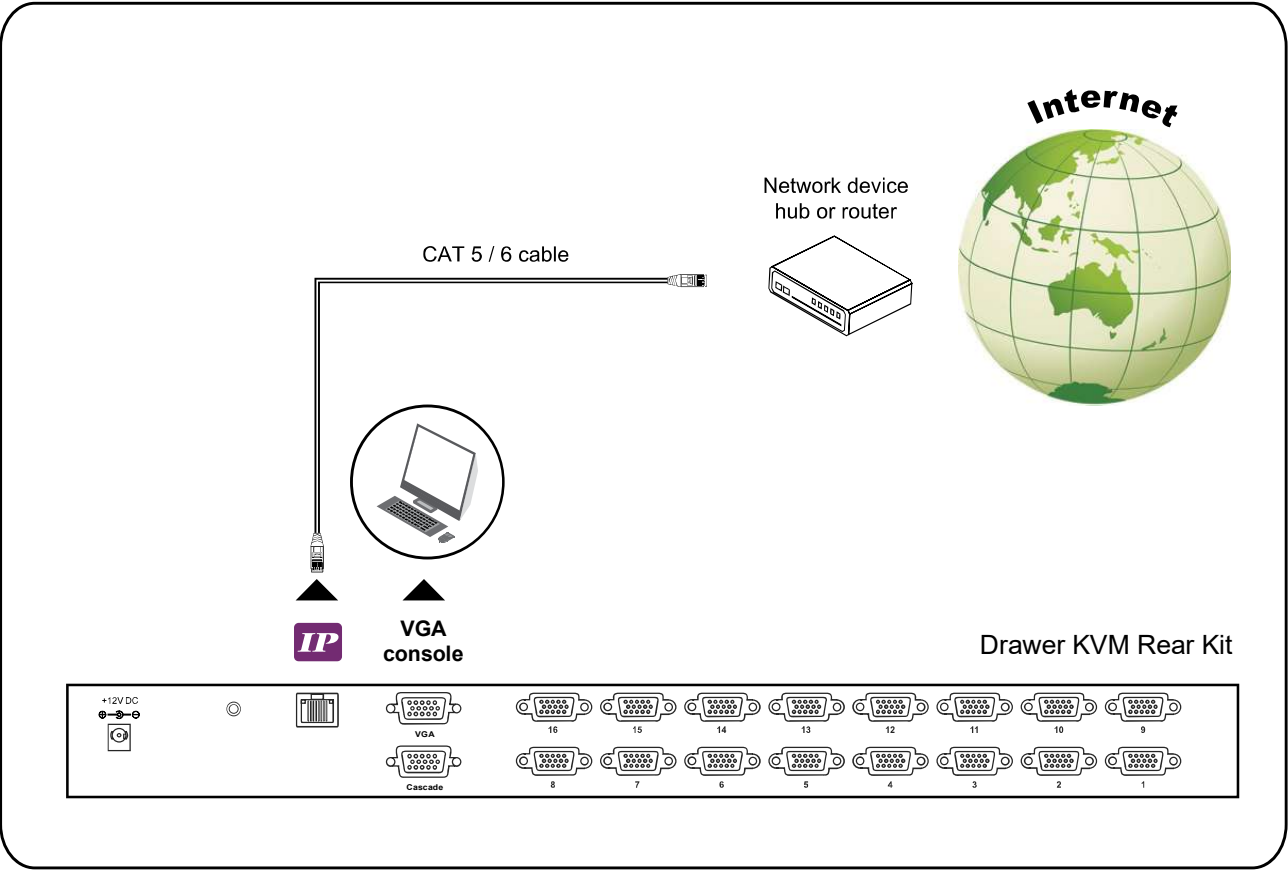 Internet
Network device
hub or router
CAT 5 / 6 cable
IP
VGA
console
Drawer KVM Rear Kit
+12V DC
VGA
16 15 14 13 12 11 10 9
Cascade
8 7 6 5 4 3 2 1